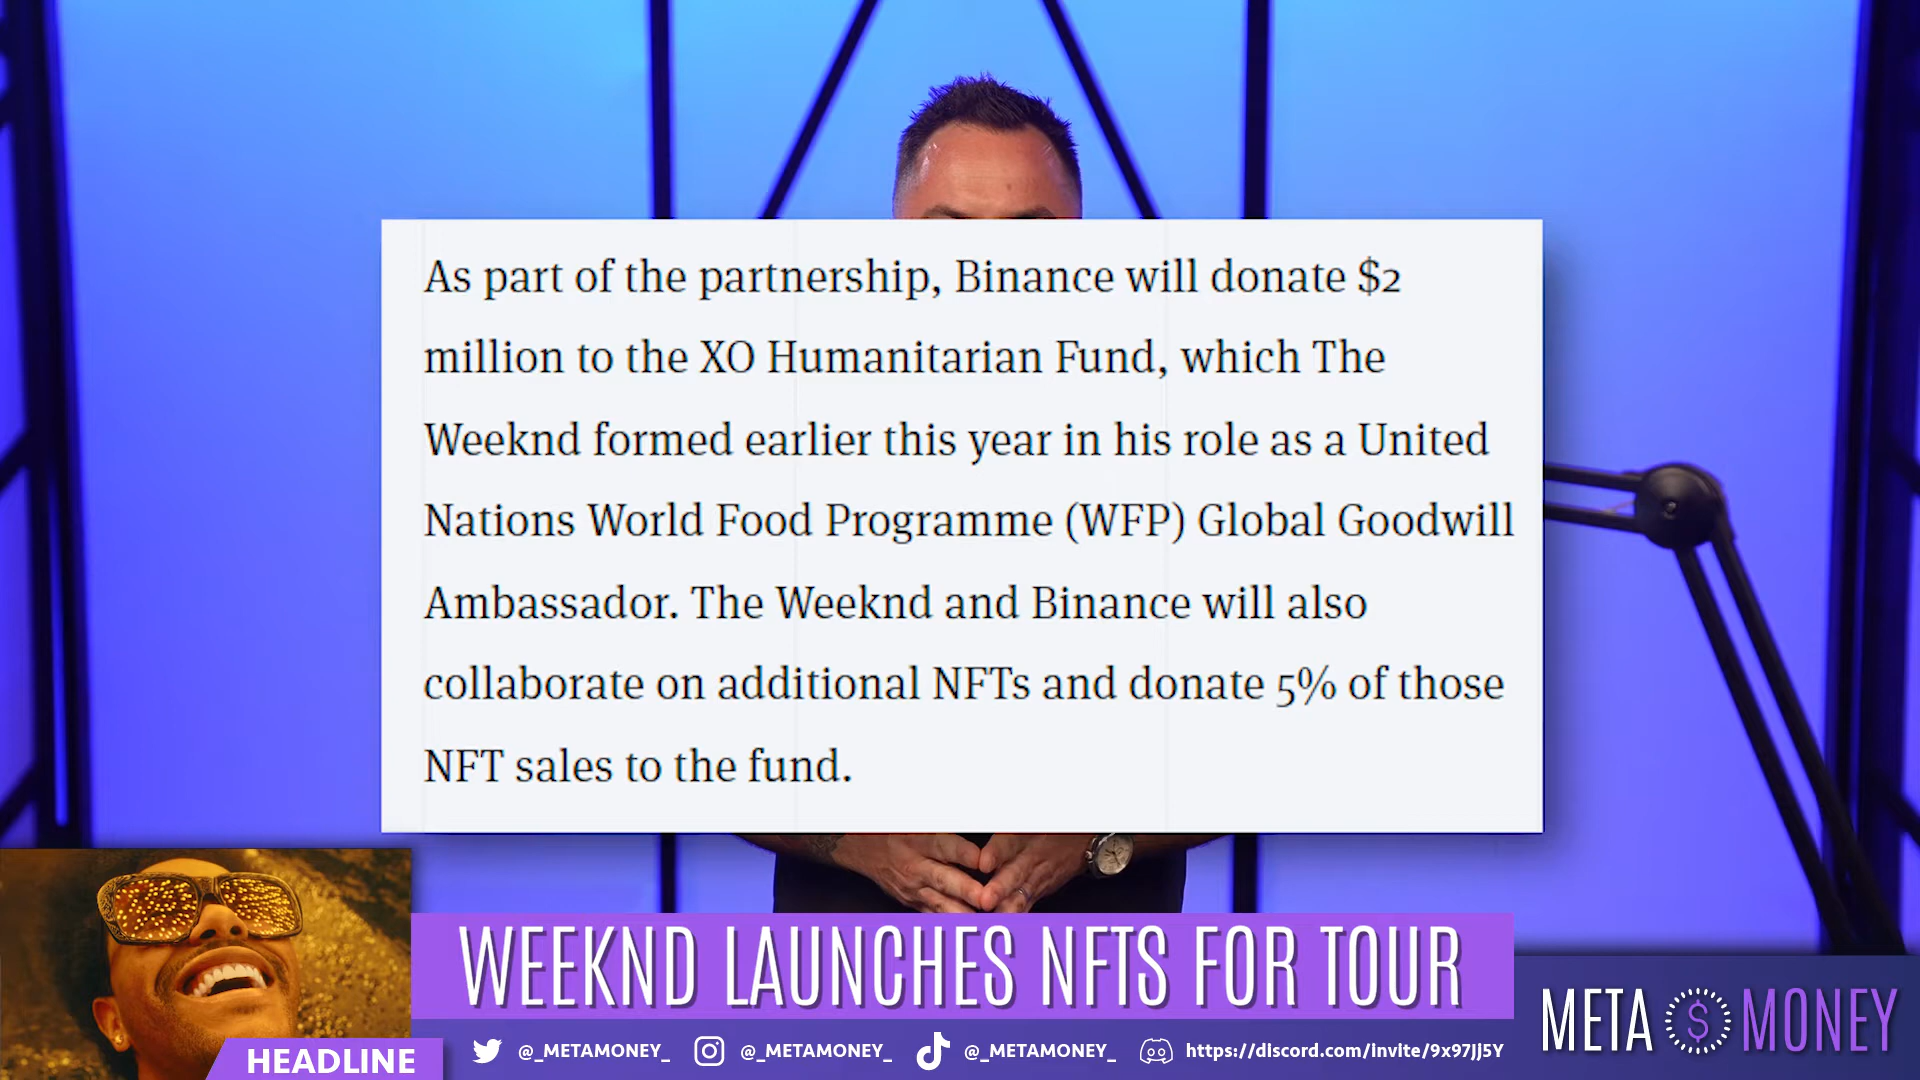 As part of the partnership, Binance will donate $2
million to the XO Humanitarian Fund, which The
Weeknd formed earlier this year in his role as a United
Nations World Food Programme (WFP) Global Goodwill
Ambassador. The Weeknd and Binance will also
collaborate on additional NFTs and donate 5% of those
NFT sales to the fund.
WEEKND LAUNCHES NFTS FOR TOUR
HEADLINE
@_METAMONEY_ @_METAMONEY_ @_METAMONEY_ https://discord.com/invite/9x97Jj5Y
META $ MONEY